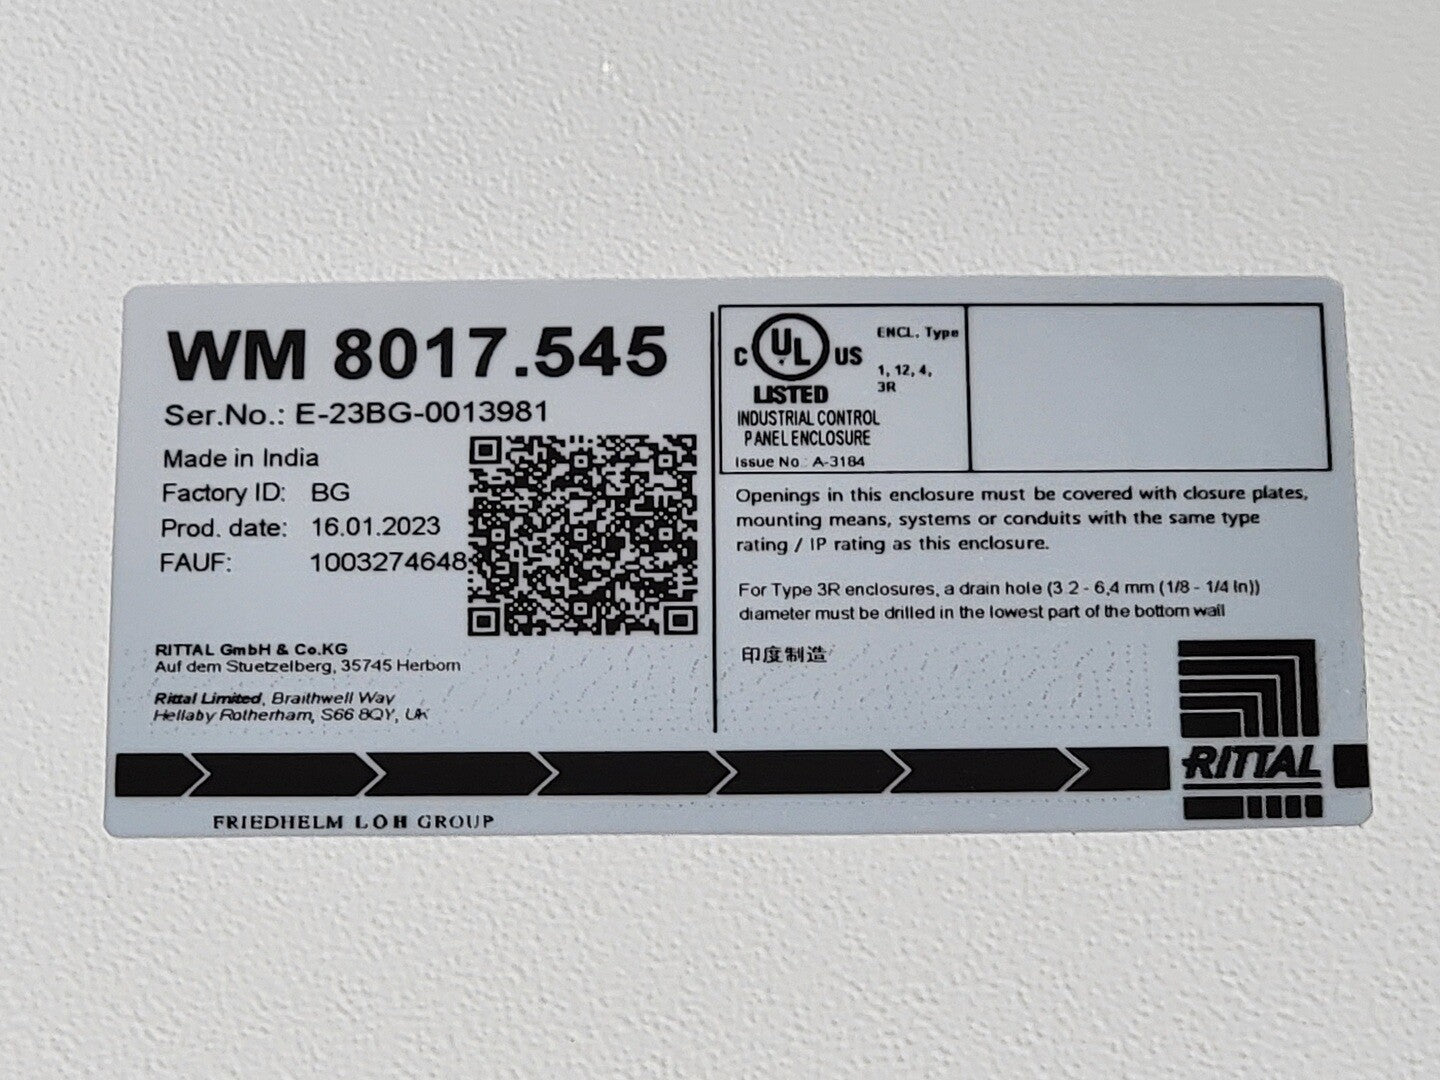 WM 8017.545
Ser.No.: E-23BG-0013981
Made in India
Factory ID: BG
Prod. date: 16.01.2023
FAUF: 1003274648
RITTAL GmbH & Co.KG
Auf dem Stuetzelberg, 35745 Herborn
Rittal Limited, Braithwell Way
Hellaby Rotherham, S66 8QY, UK
C UL US
LISTED
INDUSTRIAL CONTROL
PANEL ENCLOSURE
Issue No.: A-3184
ENCL. Type
1, 12, 4,
3R
Openings in this enclosure must be covered with closure plates,
mounting means, systems or conduits with the same type
rating / IP rating as this enclosure.
For Type 3R enclosures, a drain hole (3.2 - 6,4 mm (1/8 - 1/4 In))
diameter must be drilled in the lowest part of the bottom wall
印度制造
RITTAL
FRIEDHELM LOH GROUP